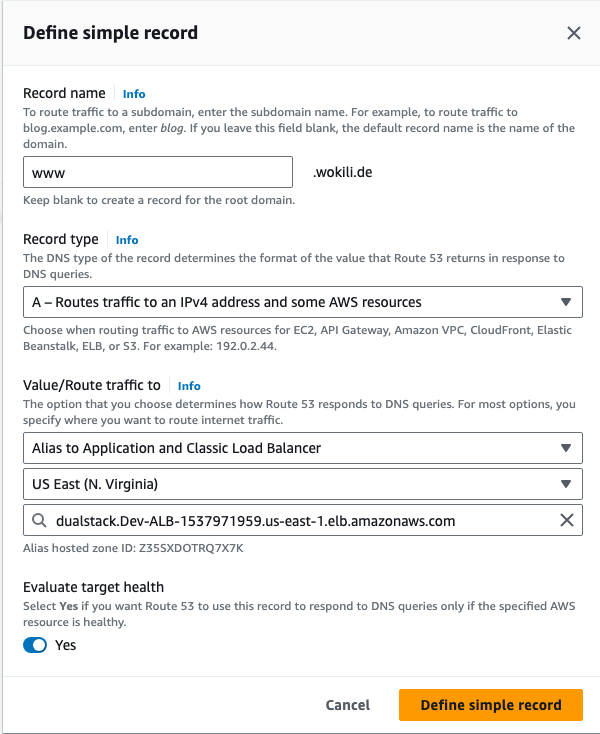 Define simple record
Record name Info
To route traffic to a subdomain, enter the subdomain name. For example, to route traffic to
blog.example.com, enter blog. If you leave this field blank, the default record name is the name of the
domain.
www .wokili.de
Keep blank to create a record for the root domain.
Record type Info
The DNS type of the record determines the format of the value that Route 53 returns in response to
DNS queries.
A – Routes traffic to an IPv4 address and some AWS resources
Choose when routing traffic to AWS resources for EC2, API Gateway, Amazon VPC, CloudFront, Elastic
Beanstalk, ELB, or S3. For example: 192.0.2.44.
Value/Route traffic to Info
The option that you choose determines how Route 53 responds to DNS queries. For most options, you
specify where you want to route internet traffic.
Alias to Application and Classic Load Balancer
US East (N. Virginia)
dualstack.Dev-ALB-1537971959.us-east-1.elb.amazonaws.com
Alias hosted zone ID: Z35SXDOTRQ7X7K
Evaluate target health
Select Yes if you want Route 53 to use this record to respond to DNS queries only if the specified AWS
resource is healthy.
Yes
Cancel Define simple record